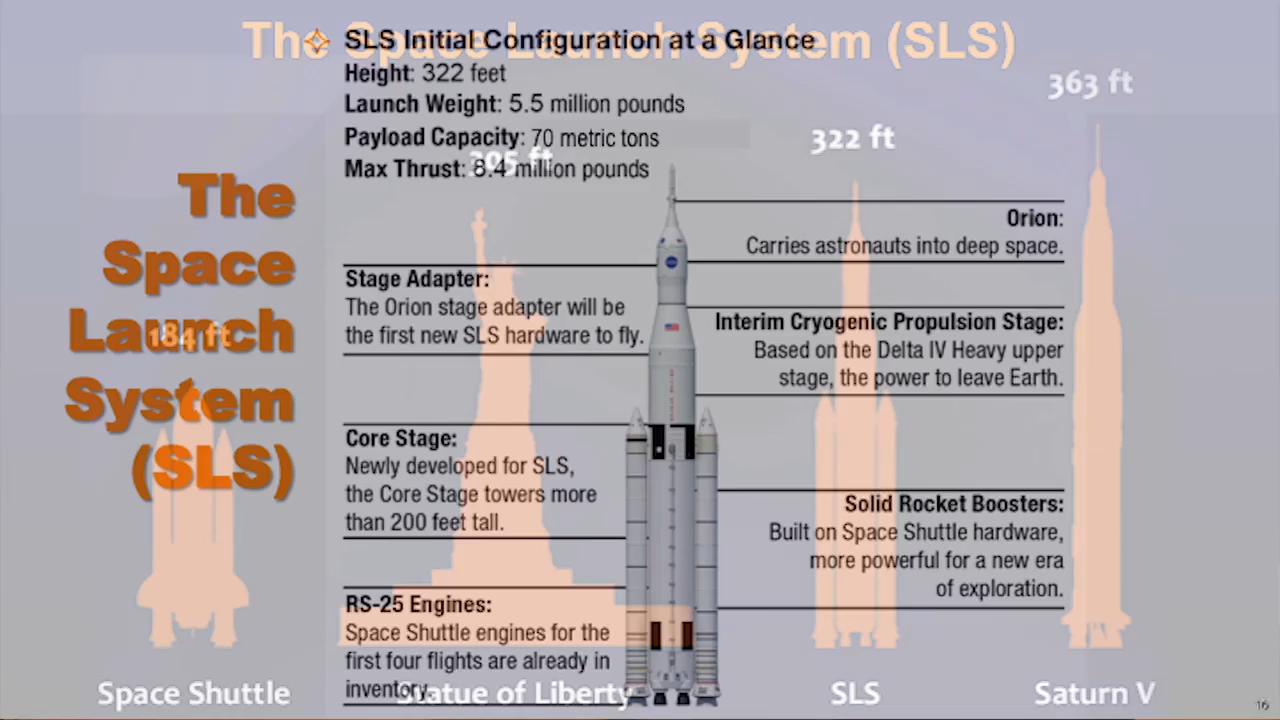 The Space Launch System (SLS)
SLS Initial Configuration at a Glance
Height: 322 feet
Launch Weight: 5.5 million pounds
Payload Capacity: 70 metric tons
Max Thrust: 8.4 million pounds
363 ft
322 ft
305 ft
184 ft
The
Space
Launch
System
(SLS)
Orion:
Carries astronauts into deep space.
Stage Adapter:
The Orion stage adapter will be
the first new SLS hardware to fly.
Interim Cryogenic Propulsion Stage:
Based on the Delta IV Heavy upper
stage, the power to leave Earth.
Core Stage:
Newly developed for SLS,
the Core Stage towers more
than 200 feet tall.
Solid Rocket Boosters:
Built on Space Shuttle hardware,
more powerful for a new era
of exploration.
RS-25 Engines:
Space Shuttle engines for the
first four flights are already in
inventory.
Space Shuttle
Statue of Liberty
SLS
Saturn V
16